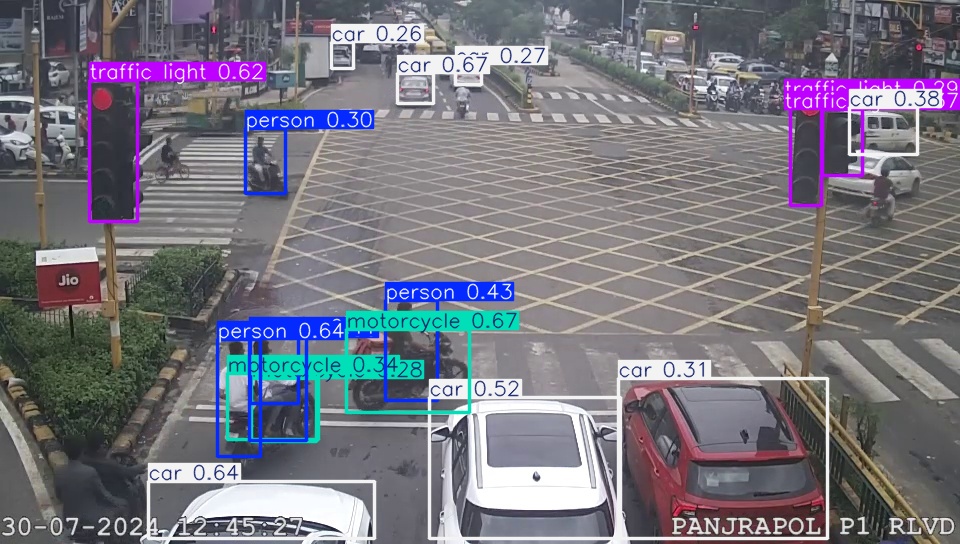 car 0.26
car 0.27
car 0.67
traffic light 0.62
traffic light 0.29
car 0.38
person 0.30
Jio
person 0.43
motorcycle 0.67
person 0.64
motorcycle 0.34
car 0.31
car 0.52
car 0.64
30-07-2024 12:45:27
PANJRAPOL P1 RLVD